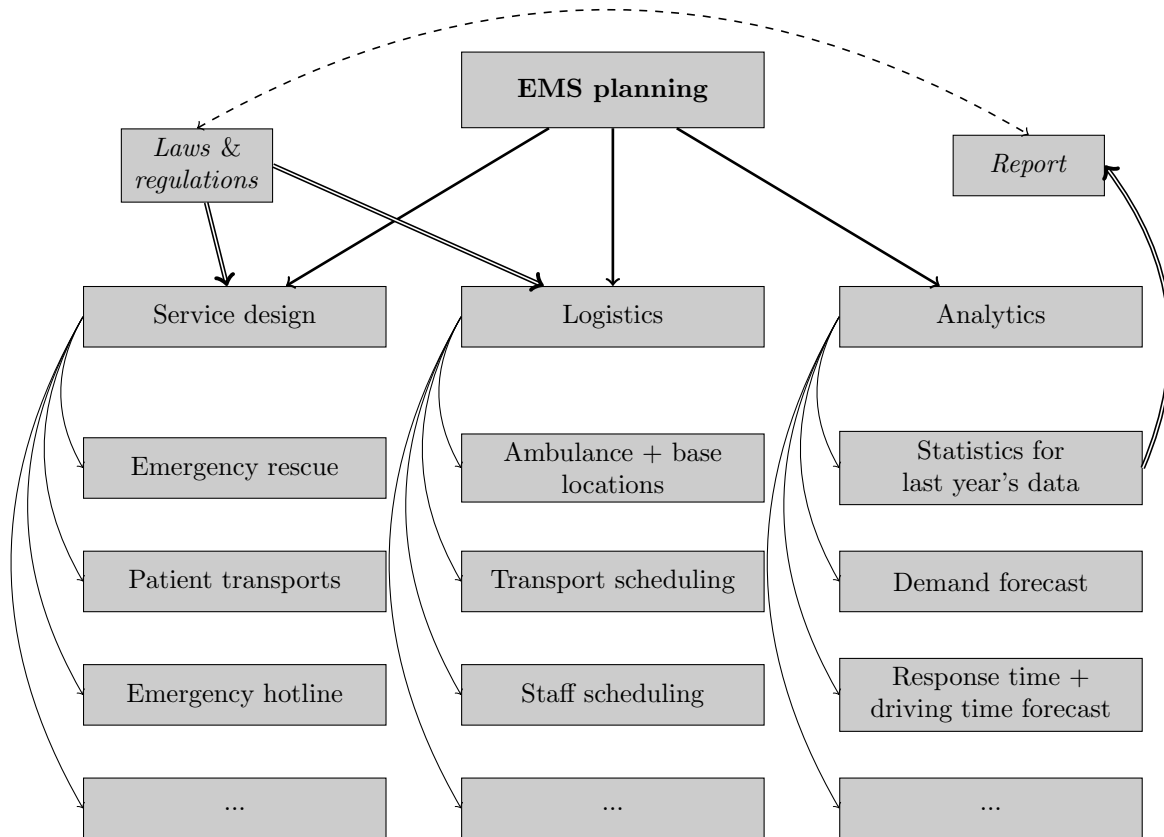 EMS planning
Laws &
regulations
Report
Service design
Logistics
Analytics
Emergency rescue
Ambulance + base
locations
Statistics for
last year's data
Patient transports
Transport scheduling
Demand forecast
Emergency hotline
Staff scheduling
Response time +
driving time forecast
...
...
...